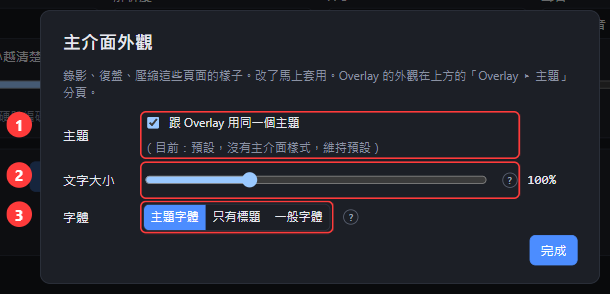 主介面外觀
錄影、復盤、壓縮這些頁面的樣子。改了馬上套用。Overlay 的外觀在上方的「Overlay ▸ 主題」
分頁。
越清楚
1
主題
跟 Overlay 用同一個主題
(目前：預設，沒有主介面樣式，維持預設)
2
文字大小
?
100%
3
字體
主題字體
只有標題
一般字體
?
完成